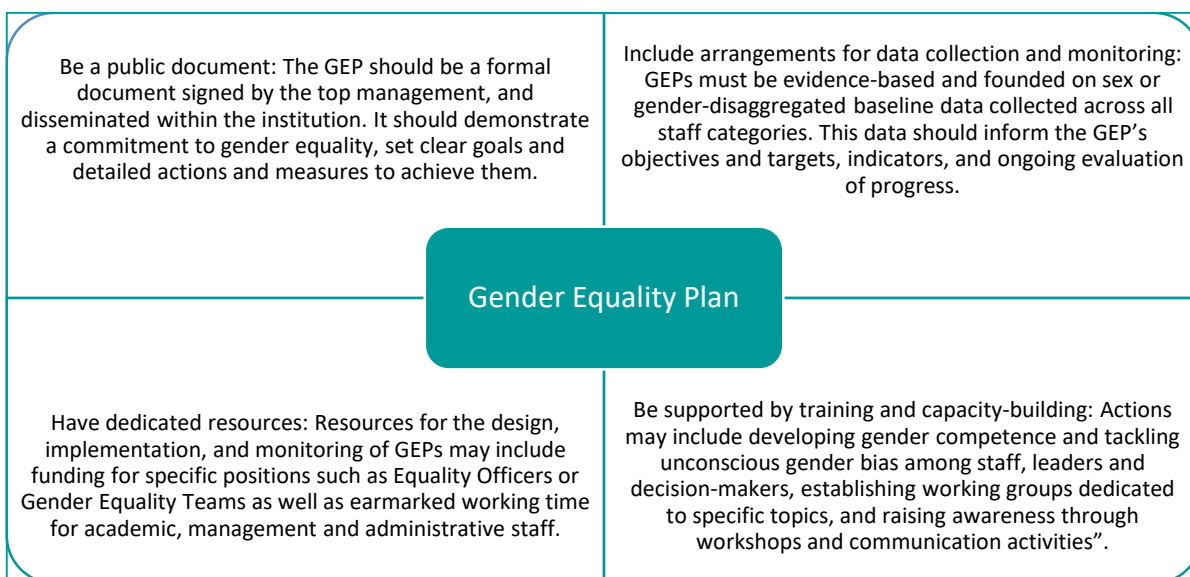 Be a public document: The GEP should be a formal
document signed by the top management, and
disseminated within the institution. It should demonstrate
a commitment to gender equality, set clear goals and
detailed actions and measures to achieve them.
Include arrangements for data collection and monitoring:
GEPs must be evidence-based and founded on sex or
gender-disaggregated baseline data collected across all
staff categories. This data should inform the GEP’s
objectives and targets, indicators, and ongoing evaluation
of progress.
Gender Equality Plan
Have dedicated resources: Resources for the design,
implementation, and monitoring of GEPs may include
funding for specific positions such as Equality Officers or
Gender Equality Teams as well as earmarked working time
for academic, management and administrative staff.
Be supported by training and capacity-building: Actions
may include developing gender competence and tackling
unconscious gender bias among staff, leaders and
decision-makers, establishing working groups dedicated
to specific topics, and raising awareness through
workshops and communication activities”.